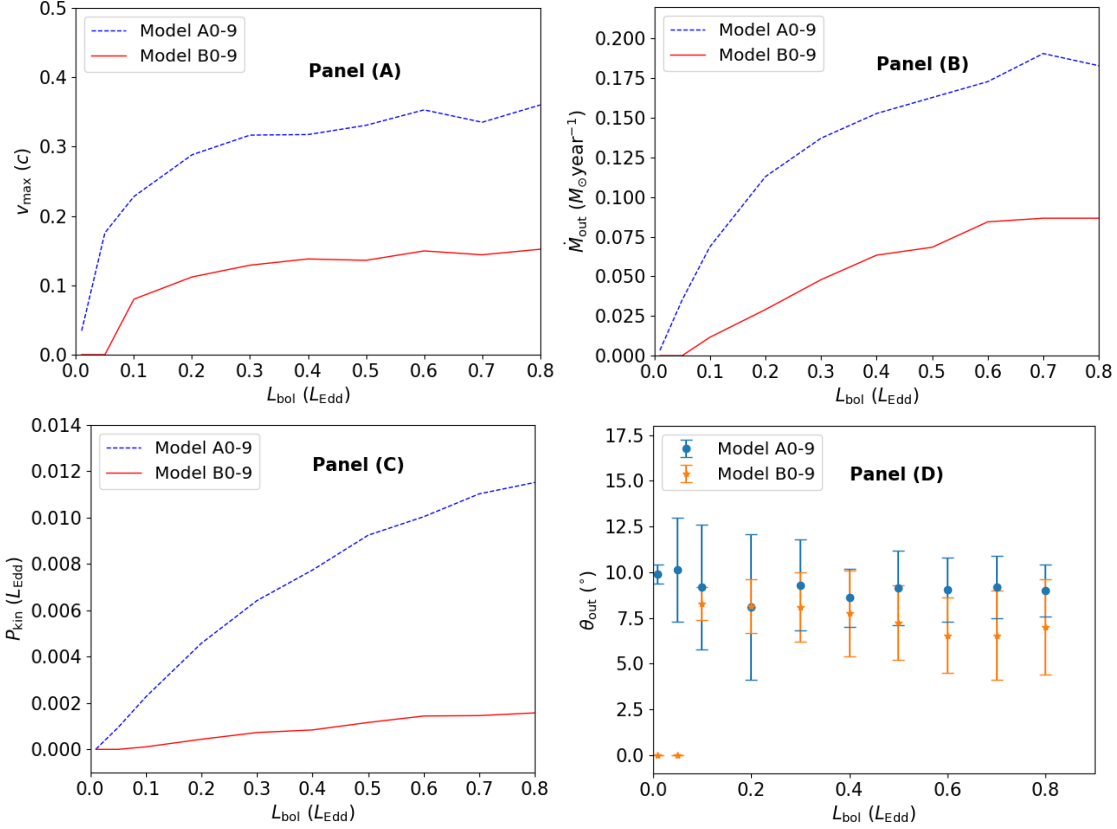 0.5
0.4
0.3
0.2
0.1
0.0
v_max (c)
Model A0-9
Model B0-9
Panel (A)
0.0 0.1 0.2 0.3 0.4 0.5 0.6 0.7 0.8
L_bol (L_Edd)
0.200
0.175
0.150
0.125
0.100
0.075
0.050
0.025
0.000
Ṁ_out (M_⊙year⁻¹)
Model A0-9
Model B0-9
Panel (B)
0.0 0.1 0.2 0.3 0.4 0.5 0.6 0.7 0.8
L_bol (L_Edd)
0.014
0.012
0.010
0.008
0.006
0.004
0.002
0.000
P_kin (L_Edd)
Model A0-9
Model B0-9
Panel (C)
0.0 0.1 0.2 0.3 0.4 0.5 0.6 0.7 0.8
L_bol (L_Edd)
17.5
15.0
12.5
10.0
7.5
5.0
2.5
0.0
θ_out (°)
Model A0-9
Model B0-9
Panel (D)
0.0 0.2 0.4 0.6 0.8
L_bol (L_Edd)